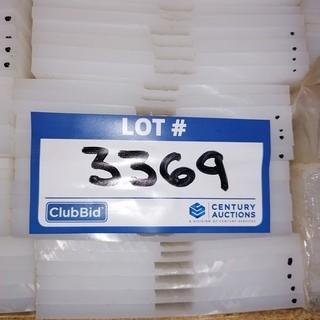 LOT #
3369
ClubBid
CENTURY
AUCTIONS
A DIVISION OF CENTURY SERVICES